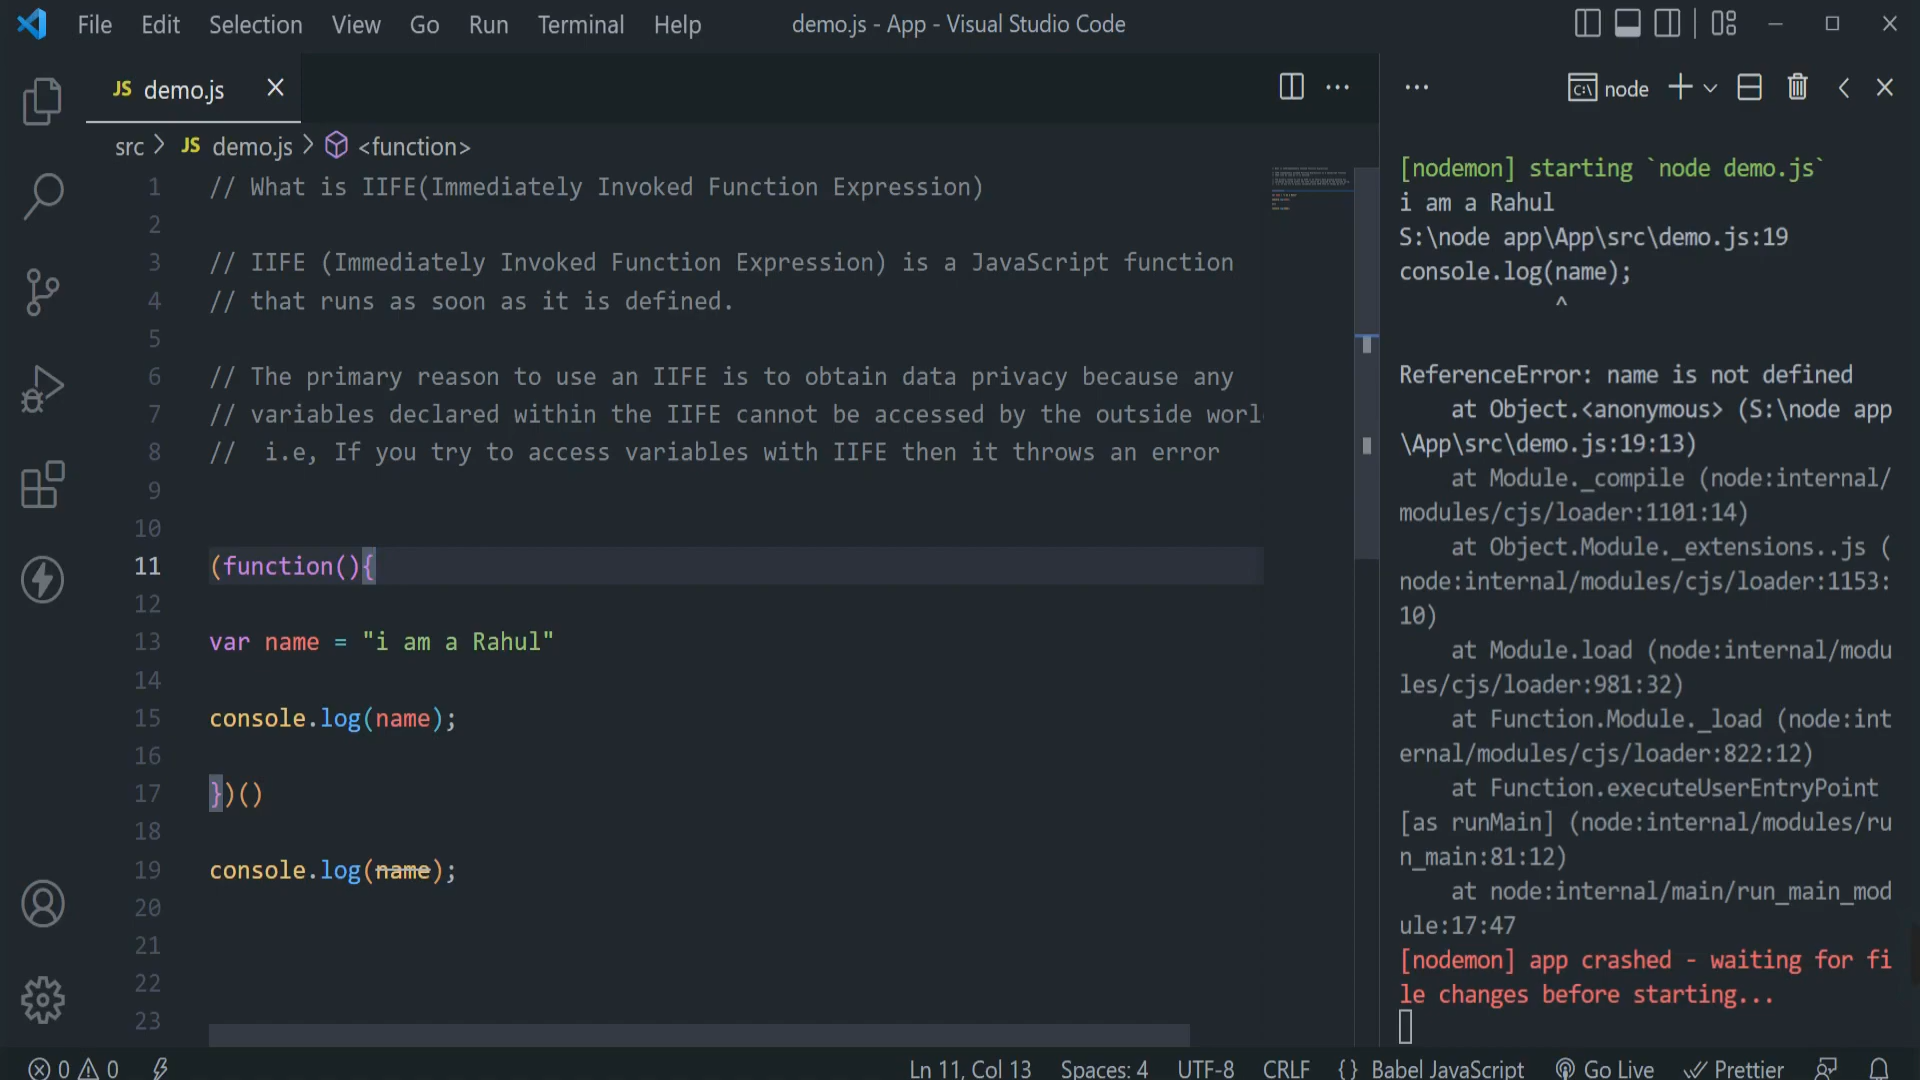 File Edit Selection View Go Run Terminal Help demo.js - App - Visual Studio Code
JS demo.js
node
src > JS demo.js > <function>
1 // What is IIFE(Immediately Invoked Function Expression)
2
3 // IIFE (Immediately Invoked Function Expression) is a JavaScript function
4 // that runs as soon as it is defined.
5
6 // The primary reason to use an IIFE is to obtain data privacy because any
7 // variables declared within the IIFE cannot be accessed by the outside worl
8 //  i.e, If you try to access variables with IIFE then it throws an error
9
10
11 (function(){
12
13 var name = "i am a Rahul"
14
15 console.log(name);
16
17 })()
18
19 console.log(name);
20
21
22
23
[nodemon] starting `node demo.js`
i am a Rahul
S:\node app\App\src\demo.js:19
console.log(name);
^
ReferenceError: name is not defined
at Object.<anonymous> (S:\node app
\App\src\demo.js:19:13)
at Module._compile (node:internal/
modules/cjs/loader:1101:14)
at Object.Module._extensions..js (
node:internal/modules/cjs/loader:1153:
10)
at Module.load (node:internal/modu
les/cjs/loader:981:32)
at Function.Module._load (node:int
ernal/modules/cjs/loader:822:12)
at Function.executeUserEntryPoint
[as runMain] (node:internal/modules/ru
n_main:81:12)
at node:internal/main/run_main_mod
ule:17:47
[nodemon] app crashed - waiting for fi
le changes before starting...
0 0 Ln 11, Col 13 Spaces: 4 UTF-8 CRLF {} Babel JavaScript Go Live Prettier